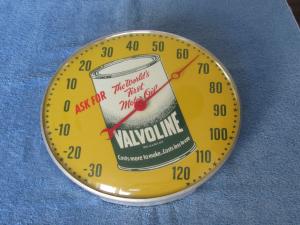 ASK FOR
The World's
First
Motor Oil
VALVOLINE
Costs more to make...Costs less to use
50
60
70
80
90
100
110
120
40
30
20
10
0
10
20
30